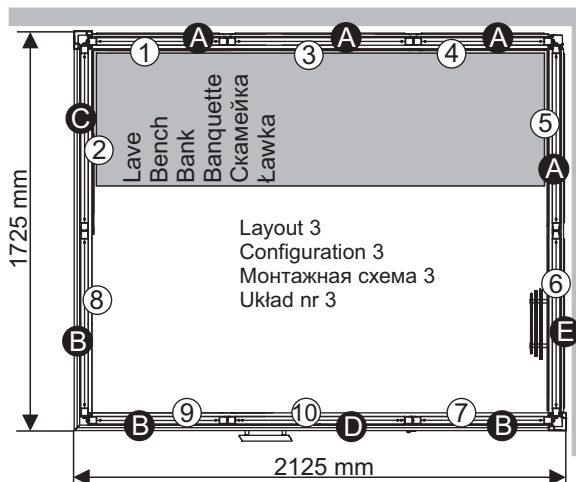 A A A
1 3 4
C
2
5
A
Lave
Bench
Bank
Banquette
Скамейка
Ławka
1725 mm
Layout 3
Configuration 3
Монтажная схема 3
Układ nr 3
8
6
B
E
9 10 7
B D B
2125 mm